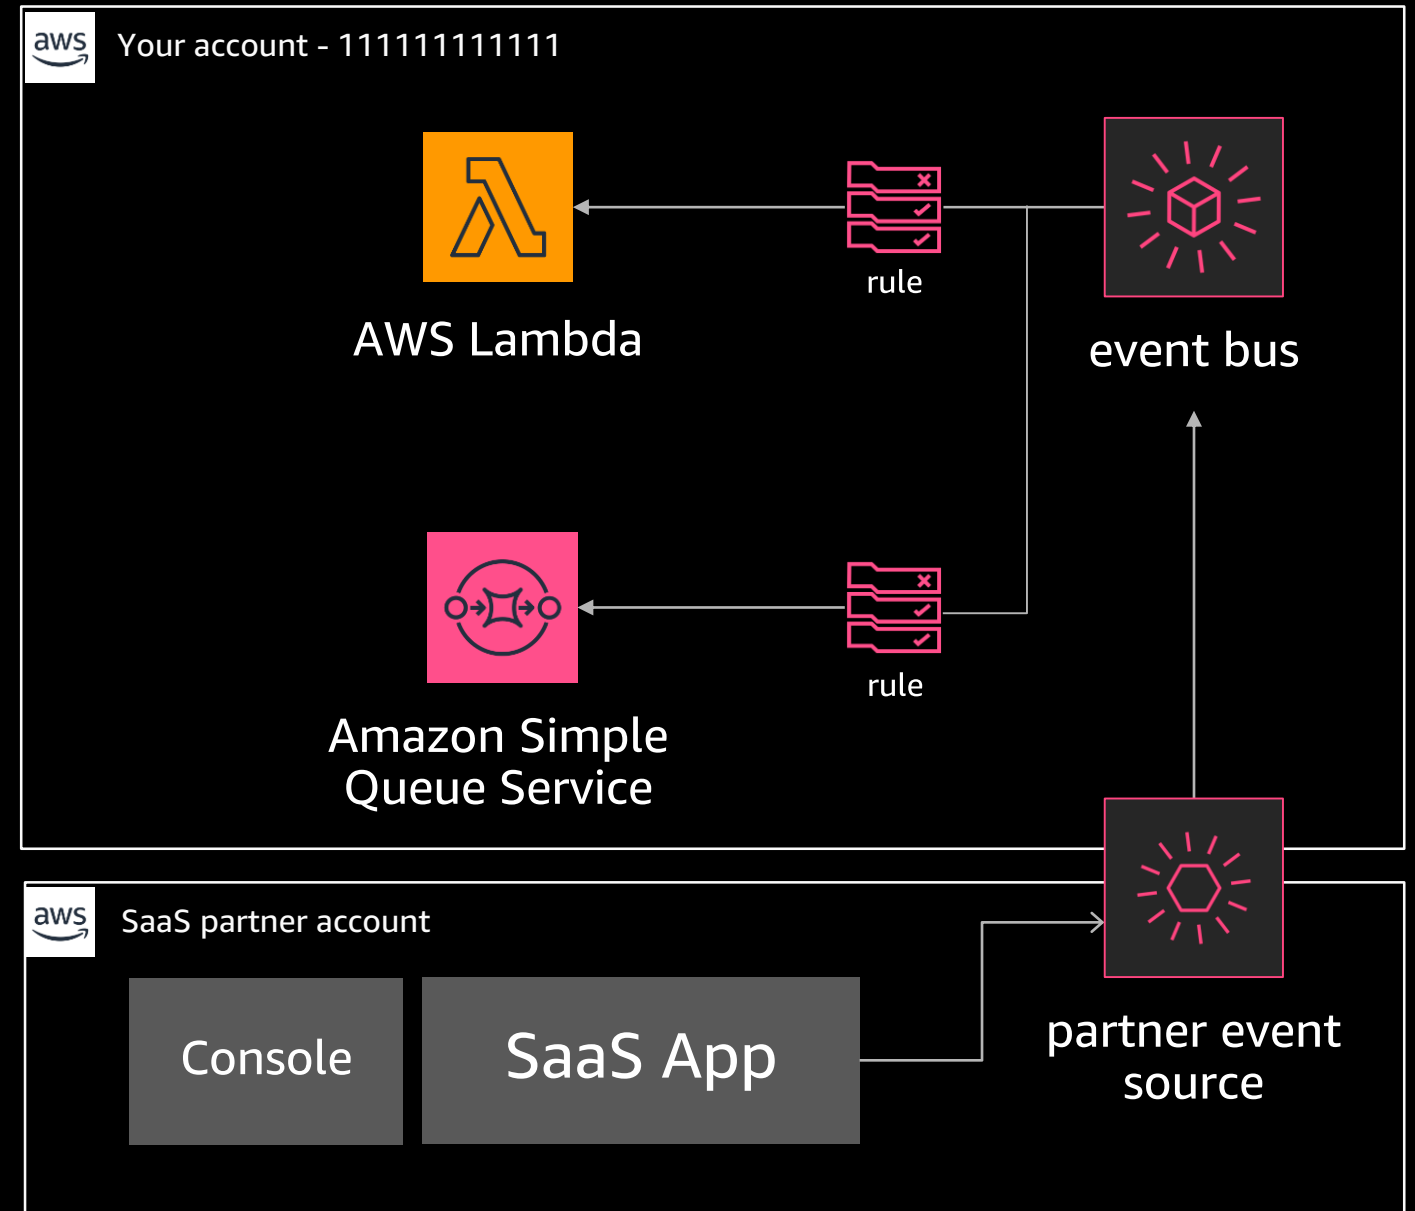 aws
Your account - 111111111111
AWS Lambda
rule
event bus
Amazon Simple
Queue Service
rule
aws
SaaS partner account
Console
SaaS App
partner event
source